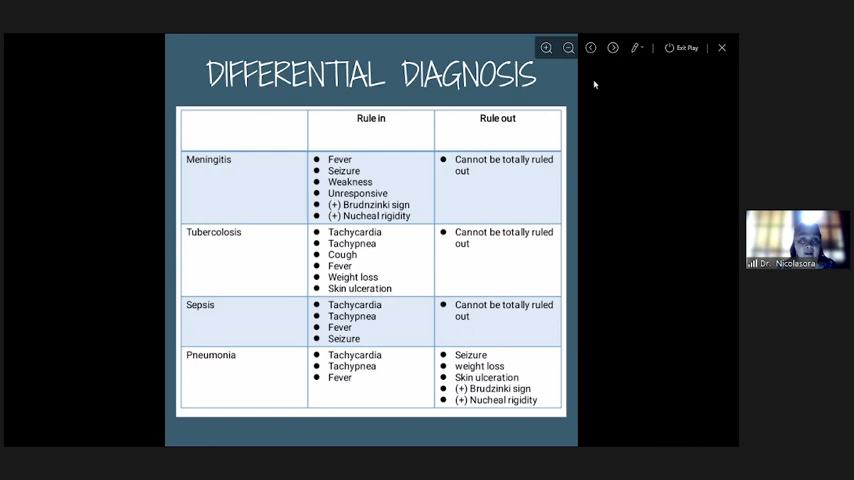 Exit Play
DIFFERENTIAL DIAGNOSIS
Rule in
Rule out
Meningitis
● Fever
● Seizure
● Weakness
● Unresponsive
● (+) Brudnzinki sign
● (+) Nucheal rigidity
● Cannot be totally ruled
out
Tubercolosis
● Tachycardia
● Tachypnea
● Cough
● Fever
● Weight loss
● Skin ulceration
● Cannot be totally ruled
out
Sepsis
● Tachycardia
● Tachypnea
● Fever
● Seizure
● Cannot be totally ruled
out
Pneumonia
● Tachycardia
● Tachypnea
● Fever
● Seizure
● weight loss
● Skin ulceration
● (+) Brudzinki sign
● (+) Nucheal rigidity
Dr. Nicolasora